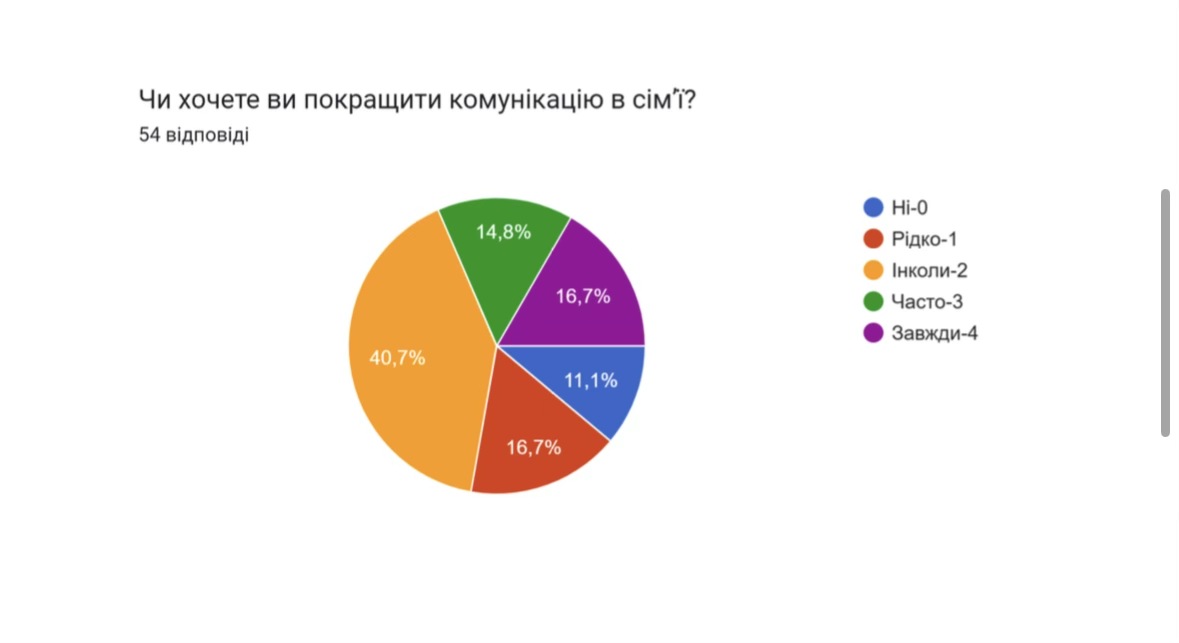 Чи хочете ви покращити комунікацію в сім’ї?
54 відповіді
14,8%
16,7%
40,7%
11,1%
16,7%
Ні-0
Рідко-1
Інколи-2
Часто-3
Завжди-4